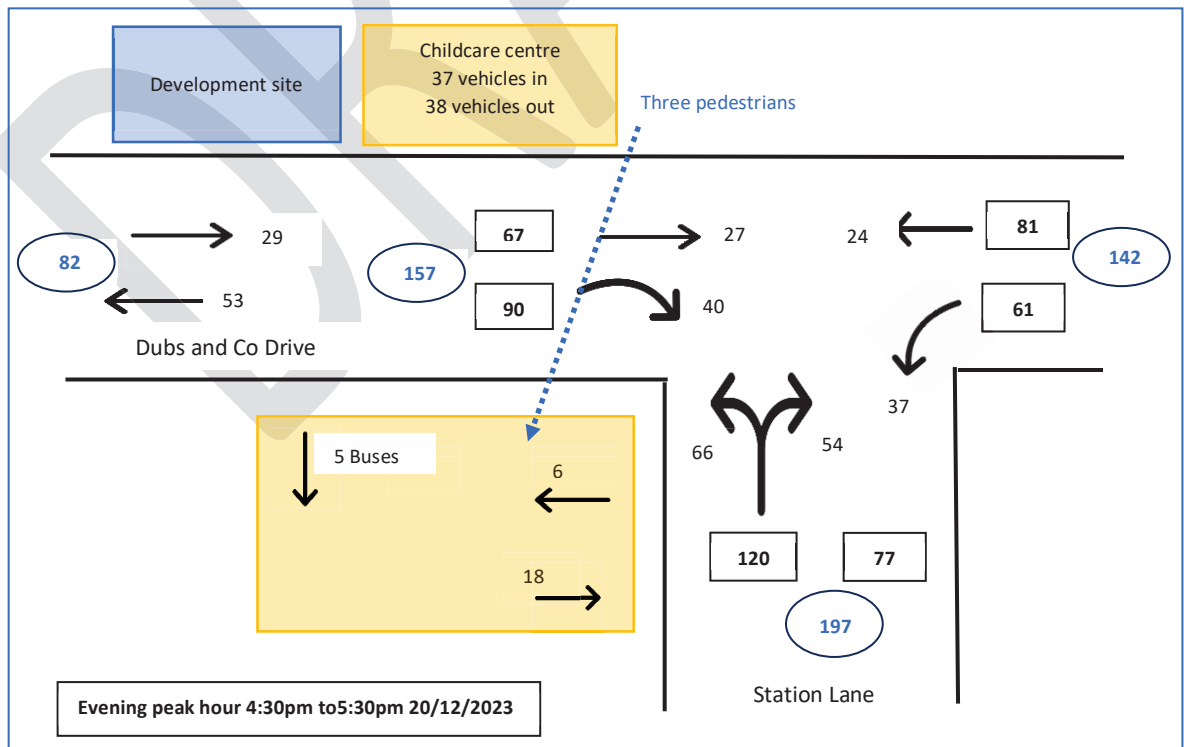 Development site
Childcare centre
37 vehicles in
38 vehicles out
Three pedestrians
82
29
53
157
67
90
27
40
24
81
142
61
37
Dubs and Co Drive
5 Buses
6
18
66
54
120
77
197
Station Lane
Evening peak hour 4:30pm to5:30pm 20/12/2023